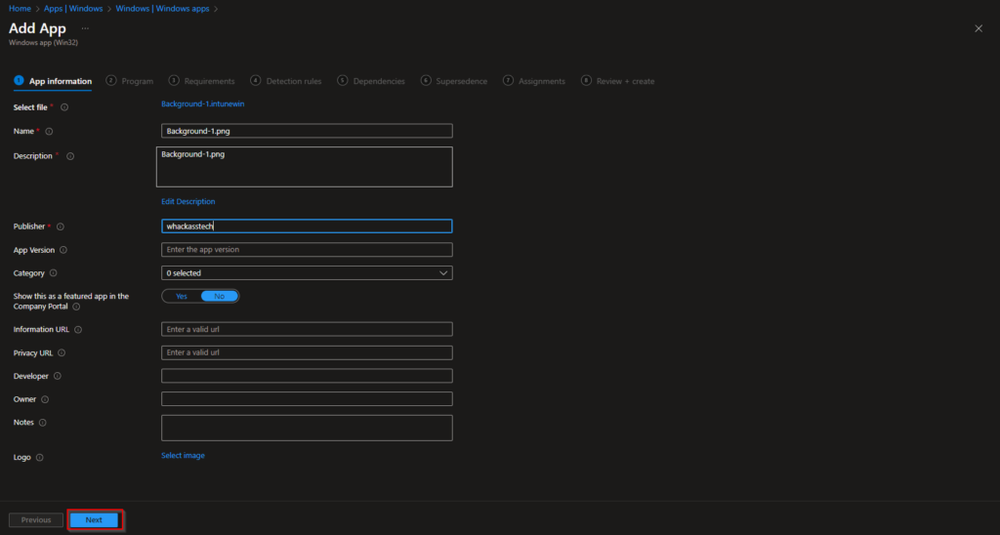 Home > Apps | Windows > Windows | Windows apps >
Add App ...
Windows app (Win32)
1 App information 2 Program 3 Requirements 4 Detection rules 5 Dependencies 6 Supersedence 7 Assignments 8 Review + create
Select file * Background-1.intunewin
Name * Background-1.png
Description * Background-1.png
Edit Description
Publisher * whackasstech
App Version Enter the app version
Category 0 selected
Show this as a featured app in the Yes No
Company Portal
Information URL Enter a valid url
Privacy URL Enter a valid url
Developer
Owner
Notes
Logo Select image
Previous Next